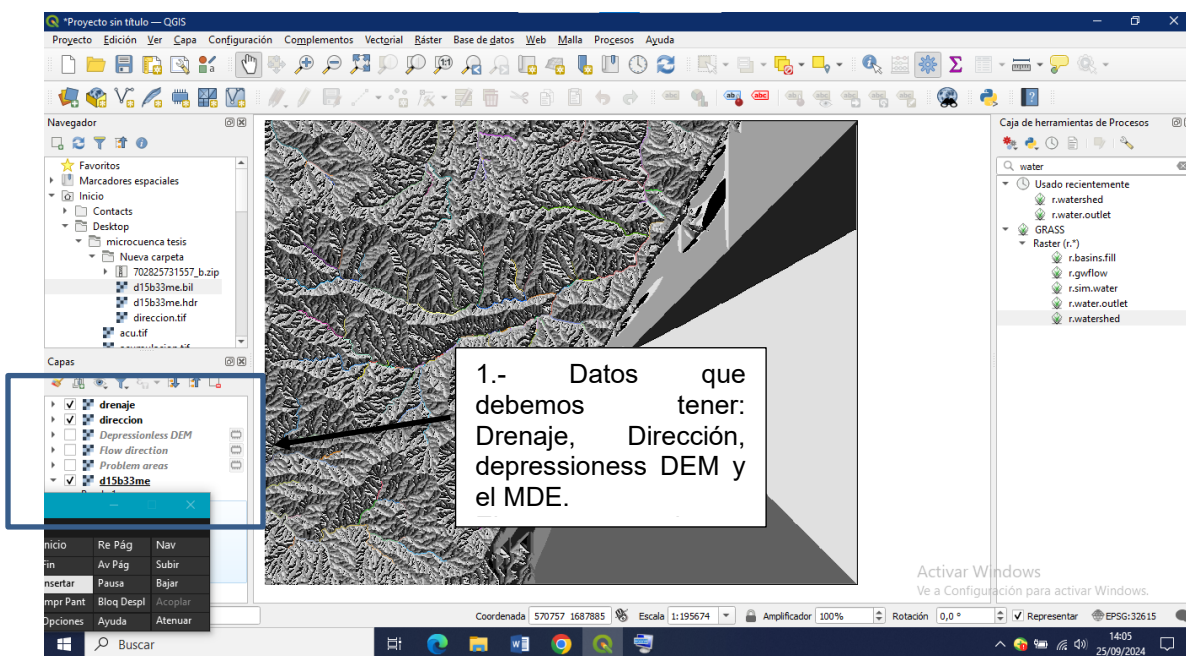 *Proyecto sin título — QGIS
Proyecto Edición Ver Capa Configuración Complementos Vectorial Ráster Base de datos Web Malla Procesos Ayuda
Navegador
Favoritos
Marcadores espaciales
Inicio
Contacts
Desktop
microcuenca tesis
Nueva carpeta
702825731557_b.zip
d15b33me.bil
d15b33me.hdr
direccion.tif
acu.tif
Capas
drenaje
direccion
Depressionless DEM
Flow direction
Problem areas
d15b33me
nicio Re Pág Nav
Fin Av Pág Subir
nsertar Pausa Bajar
mpr Pant Bloq Despl Acoplar
Opciones Ayuda Atenuar
1.- Datos que
debemos tener:
Drenaje, Dirección,
depressioness DEM y
el MDE.
Caja de herramientas de Procesos
water
Usado recientemente
r.watershed
r.water.outlet
GRASS
Raster (r.*)
r.basins.fill
r.gwflow
r.sim.water
r.water.outlet
r.watershed
Activar Windows
Ve a Configuración para activar Windows.
Coordenada 570757 1687885 Escala 1:195674 Amplificador 100% Rotación 0,0 ° Representar EPSG:32615
Buscar
14:05
25/09/2024